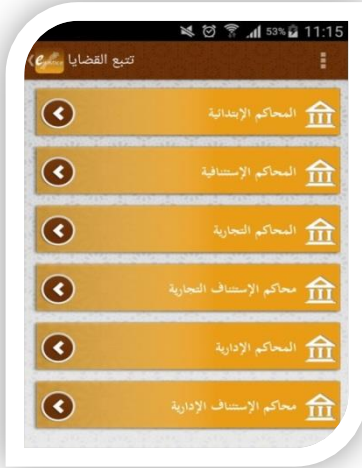 53% 11:15
تتبع القضايا
المحاكم الإبتدائية
المحاكم الإستئنافية
المحاكم التجارية
محاكم الإستئناف التجارية
المحاكم الإدارية
محاكم الإستئناف الإدارية